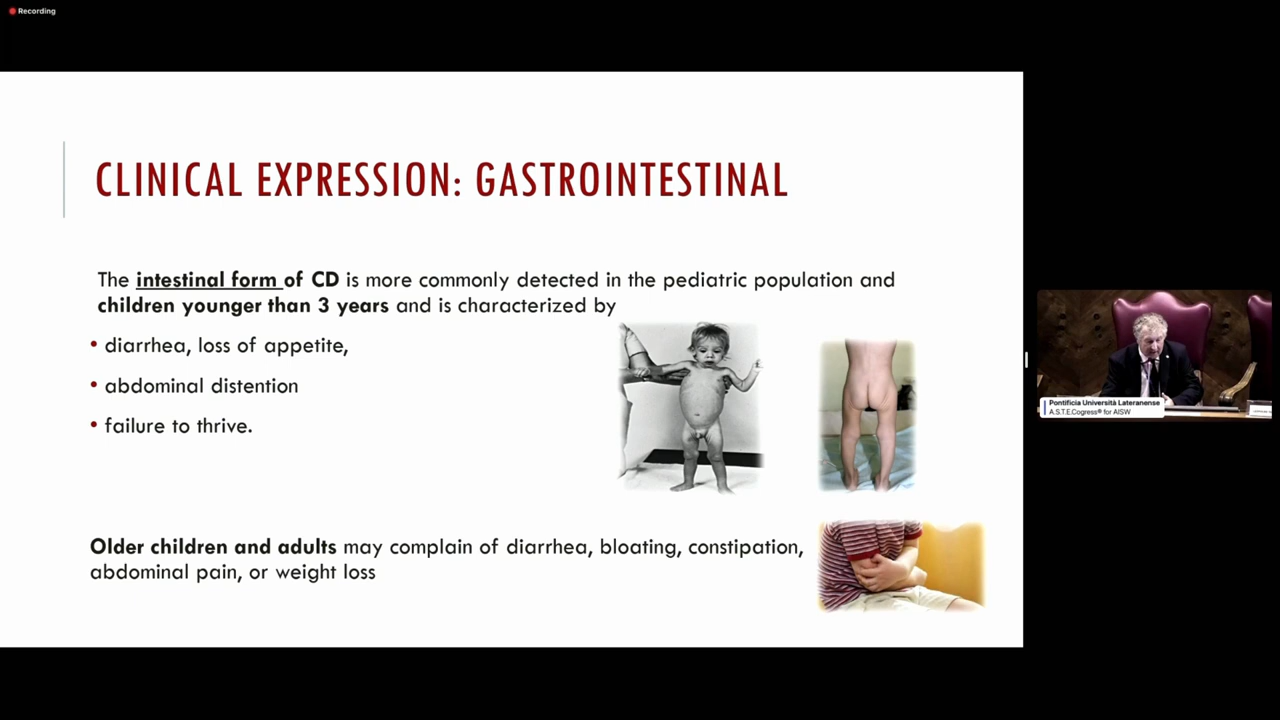 Recording
CLINICAL EXPRESSION: GASTROINTESTINAL
The intestinal form of CD is more commonly detected in the pediatric population and
children younger than 3 years and is characterized by
• diarrhea, loss of appetite,
• abdominal distention
• failure to thrive.
Older children and adults may complain of diarrhea, bloating, constipation,
abdominal pain, or weight loss
Pontificia Università Lateranense
A.S.T.E.Cogress® for AISW